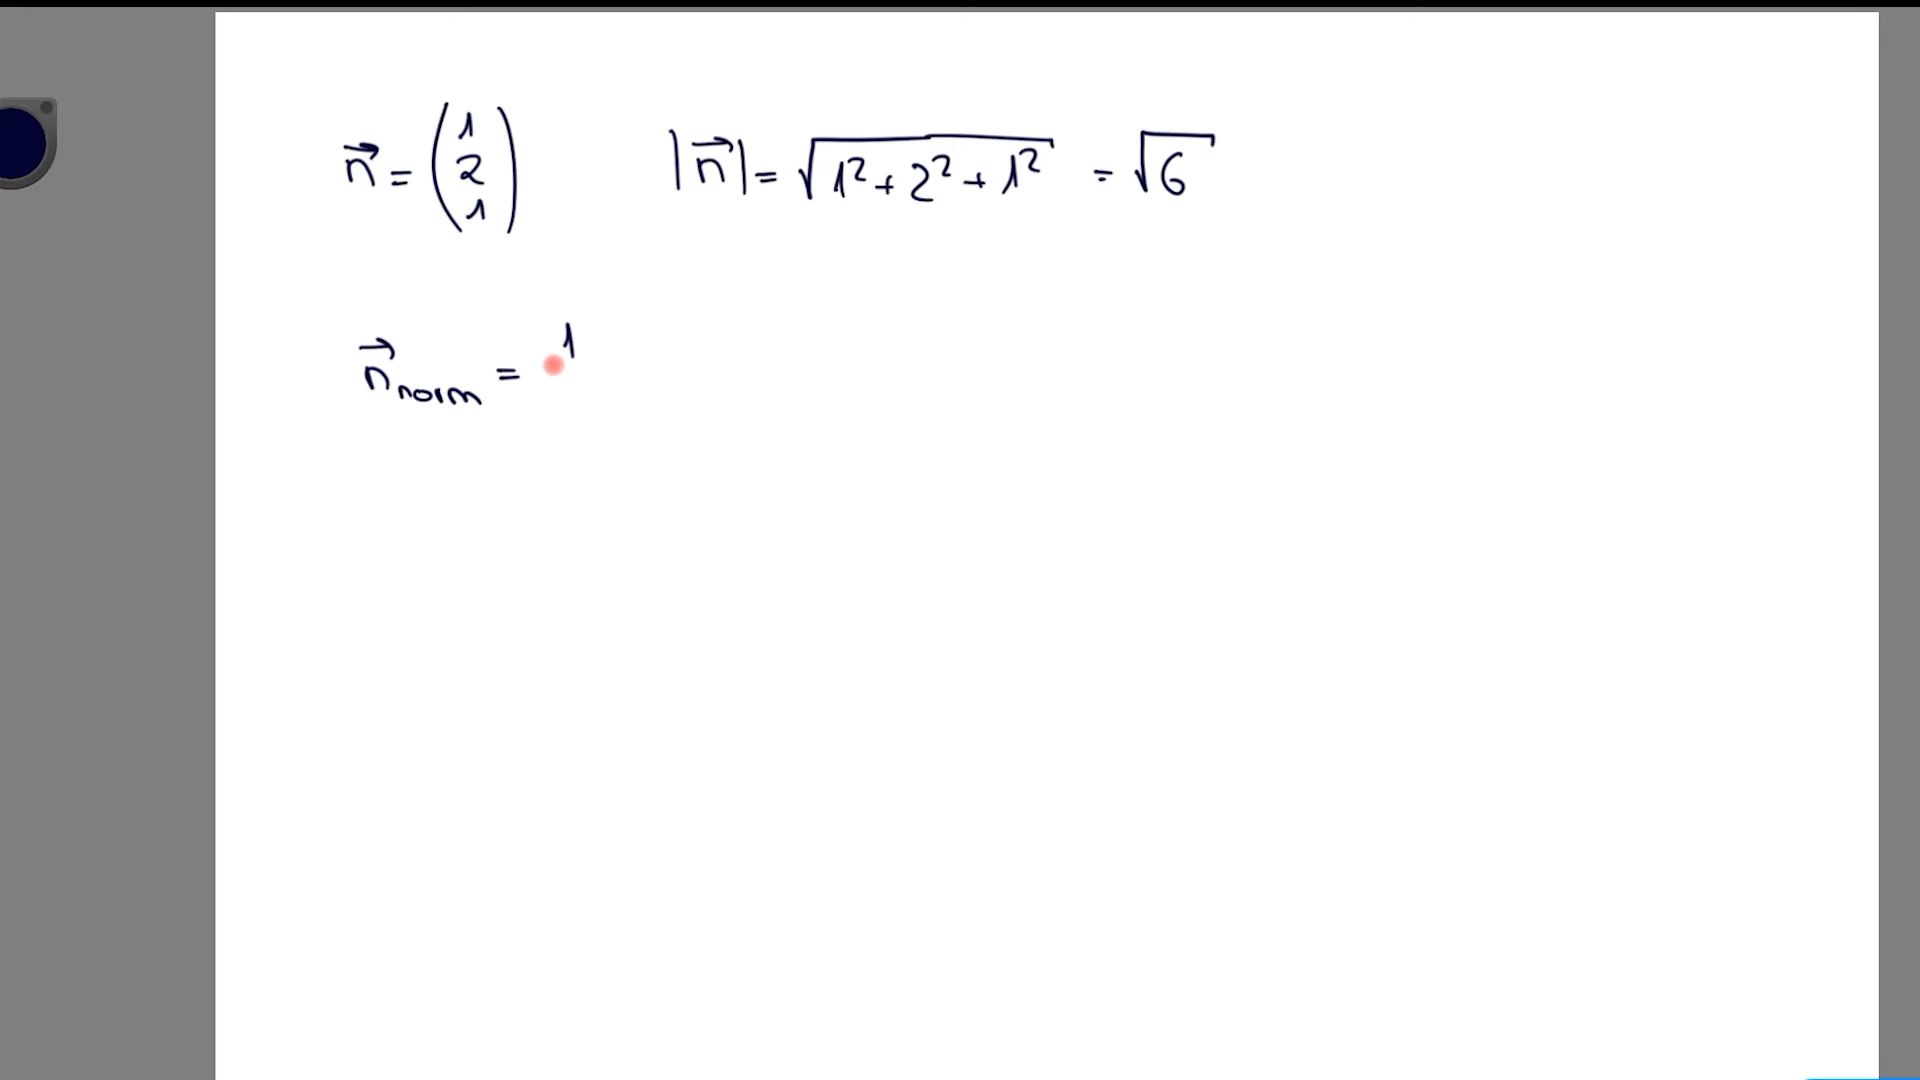 n⃗ = (1 2 1) |n⃗| = √(1² + 2² + 1²) = √6
n⃗norm = 1